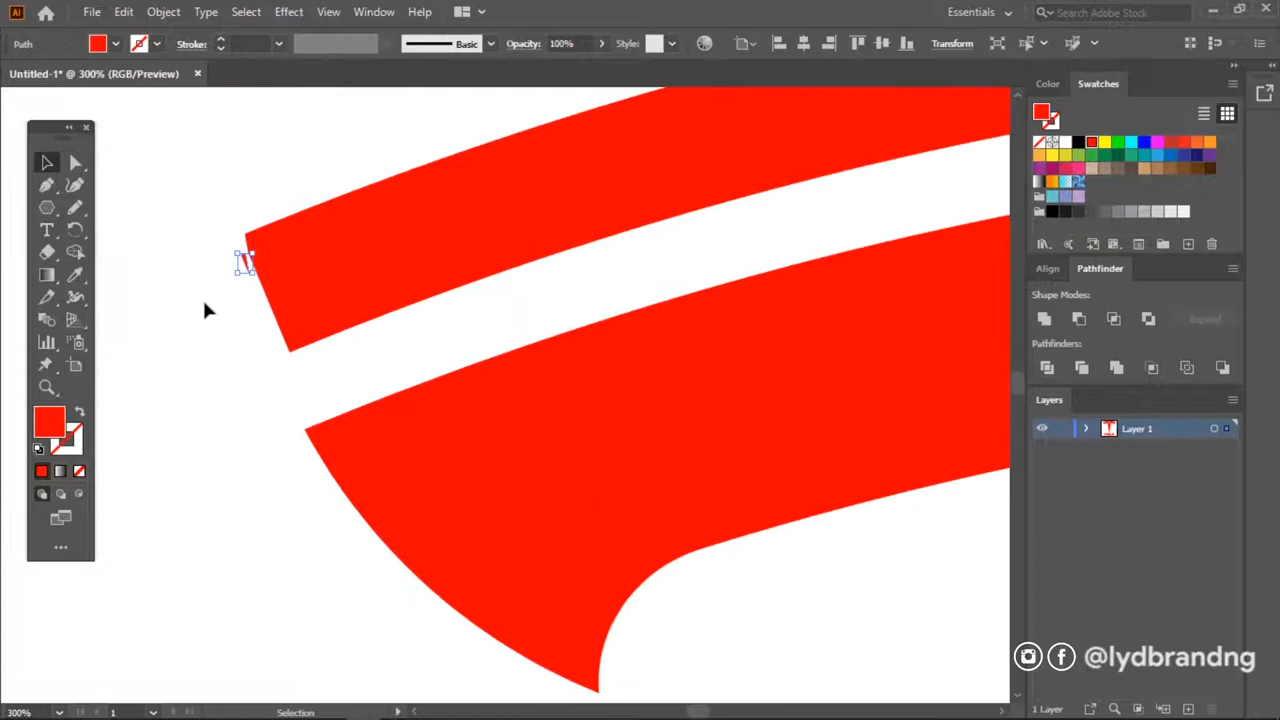 Ai File Edit Object Type Select Effect View Window Help Essentials Search Adobe Stock
Path Stroke: Basic Opacity: 100% Style: Transform
Untitled-1* @ 300% (RGB/Preview) ×
Color Swatches
Align Pathfinder
Shape Modes:
Expand
Pathfinders:
Layers
Layer 1
@lydbrandng
300% 1 Selection 1 Layer